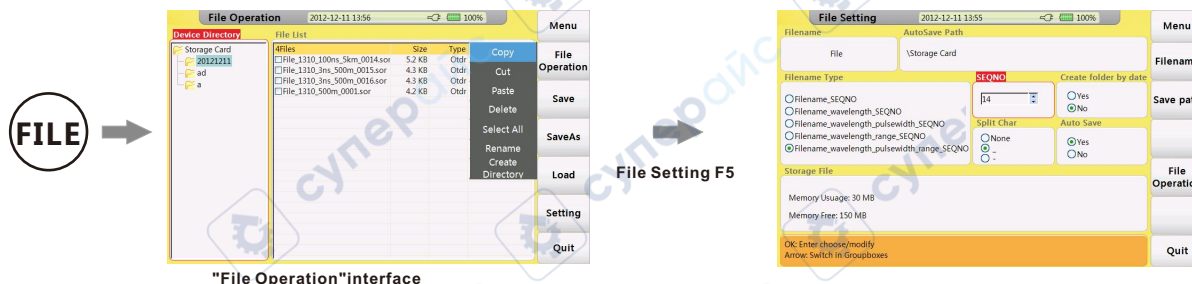 FILE
File Operation 2012-12-11 13:56 100%
Device Directory
File List
Storage Card
20121211
ad
a
4Files Size Type
File_1310_100ns_5km_0014.sor 5.2 KB Otdr
File_1310_3ns_500m_0015.sor 4.3 KB Otdr
File_1310_3ns_500m_0016.sor 4.3 KB Otdr
File_1310_500m_0001.sor 4.2 KB Otdr
Copy
Cut
Paste
Delete
Select All
Rename
Create
Directory
Menu
File
Operation
Save
SaveAs
Load
Setting
Quit
"File Operation"interface
File Setting F5
File Setting 2012-12-11 13:55 100%
Filename
AutoSave Path
File
\Storage Card
Filename Type
Filename_SEQNO
Filename_wavelength_SEQNO
Filename_wavelength_pulsewidth_SEQNO
Filename_wavelength_range_SEQNO
Filename_wavelength_pulsewidth_range_SEQNO
SEQNO
14
Split Char
None
_
-
Create folder by date
Yes
No
Auto Save
Yes
No
Storage File
Memory Usuage: 30 MB
Memory Free: 150 MB
OK: Enter choose/modify
Arrow: Switch in Groupboxes
Menu
Filenam
Save pat
File
Operatio
Quit
суперайс
суперайс